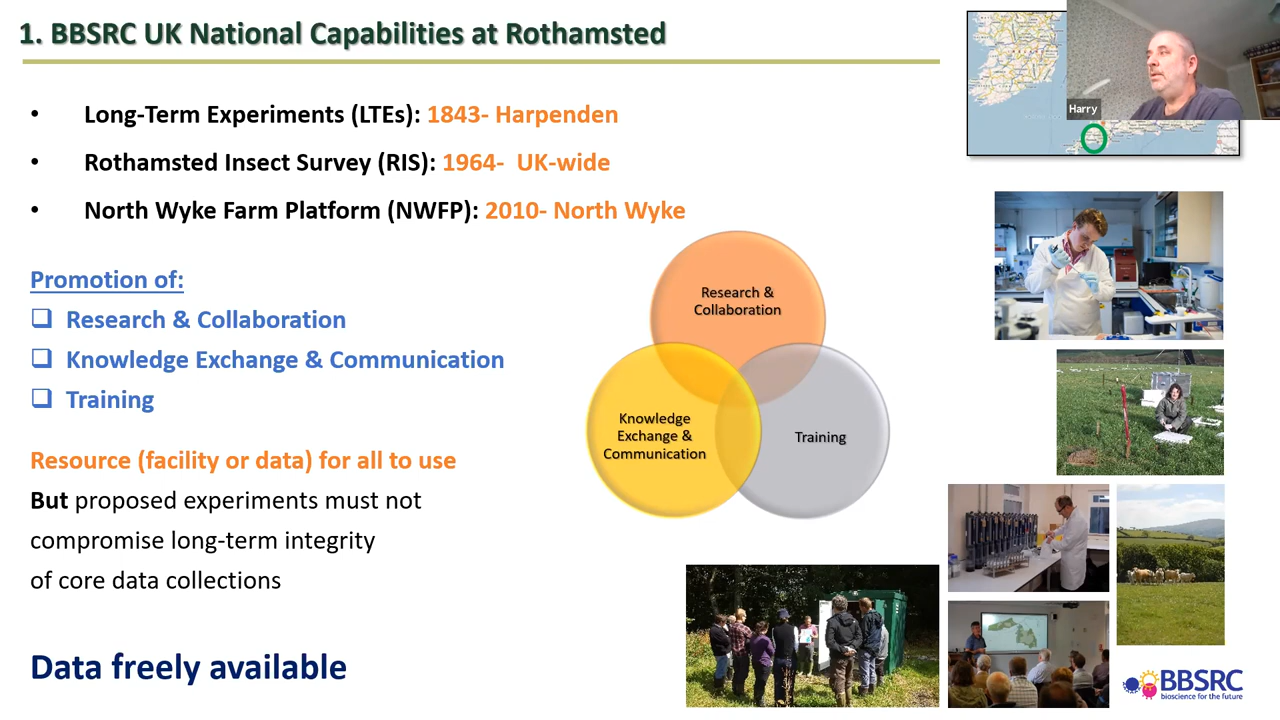 1. BBSRC UK National Capabilities at Rothamsted
Harry
• Long-Term Experiments (LTEs): 1843- Harpenden
• Rothamsted Insect Survey (RIS): 1964- UK-wide
• North Wyke Farm Platform (NWFP): 2010- North Wyke
Promotion of:
❑ Research & Collaboration
❑ Knowledge Exchange & Communication
❑ Training
Research &
Collaboration
Knowledge
Exchange &
Communication
Training
Resource (facility or data) for all to use
But proposed experiments must not
compromise long-term integrity
of core data collections
Data freely available
BBSRC
bioscience for the future